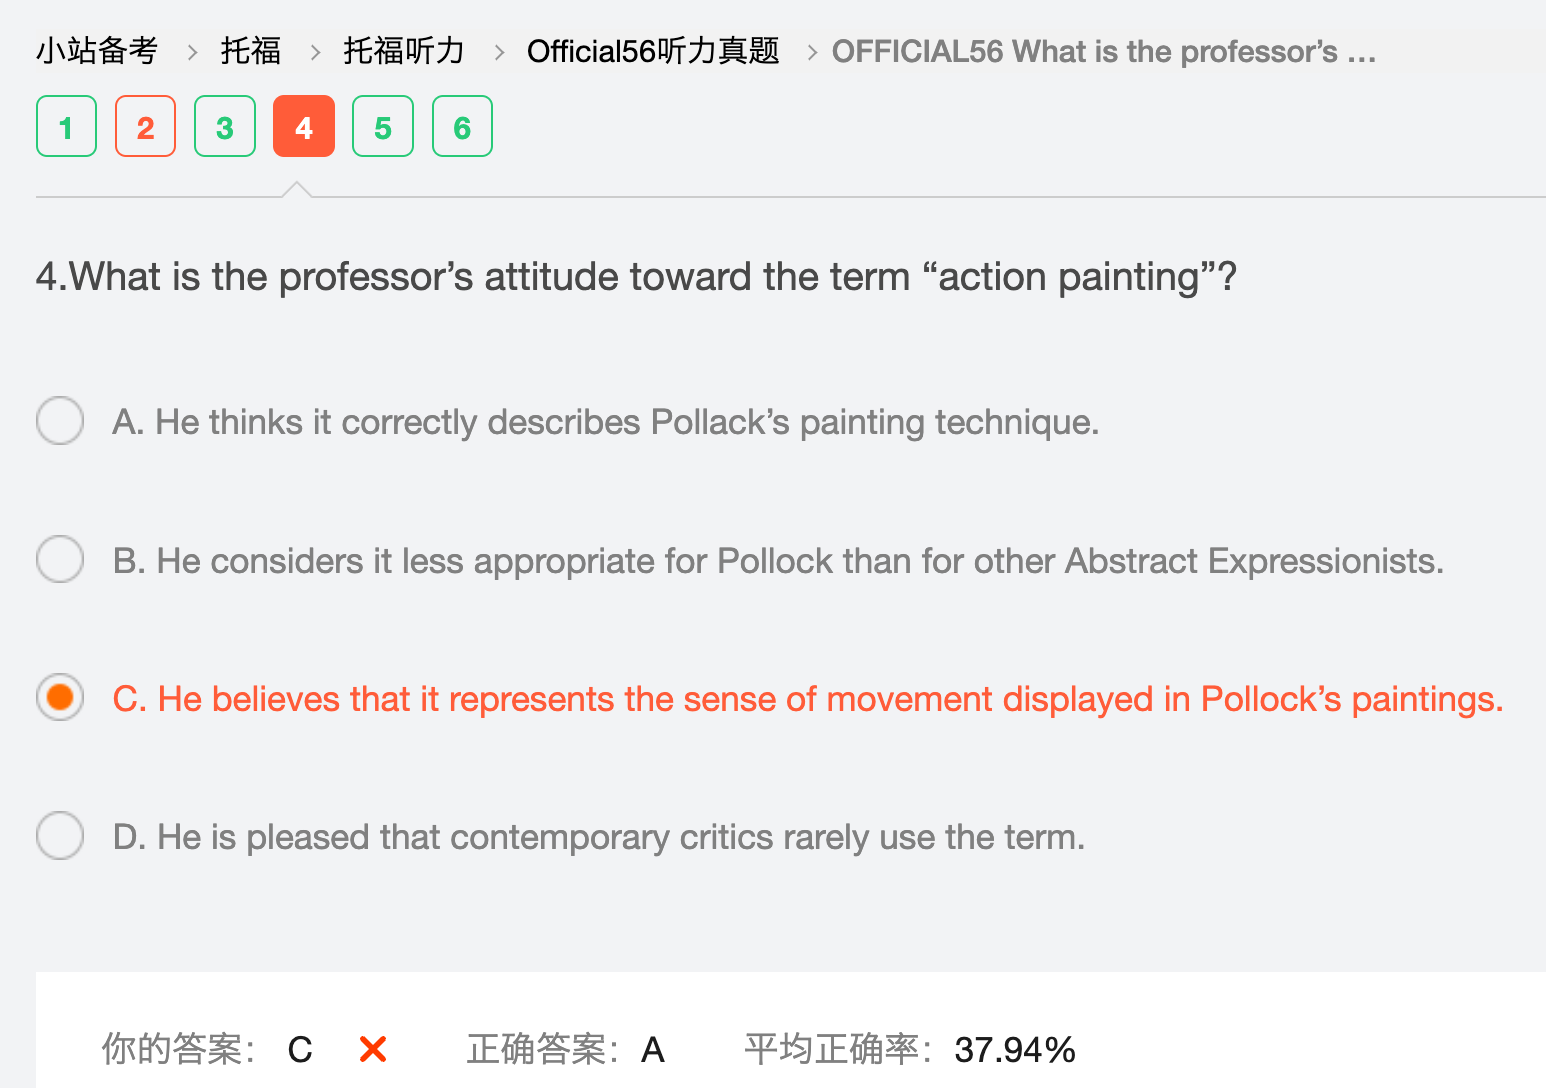 小站备考 > 托福 > 托福听力 > Official56听力真题 > OFFICIAL56 What is the professor’s ...
1 2 3 4 5 6
4.What is the professor’s attitude toward the term “action painting”?
A. He thinks it correctly describes Pollack’s painting technique.
B. He considers it less appropriate for Pollock than for other Abstract Expressionists.
C. He believes that it represents the sense of movement displayed in Pollock’s paintings.
D. He is pleased that contemporary critics rarely use the term.
你的答案： C ✕ 正确答案： A 平均正确率： 37.94%